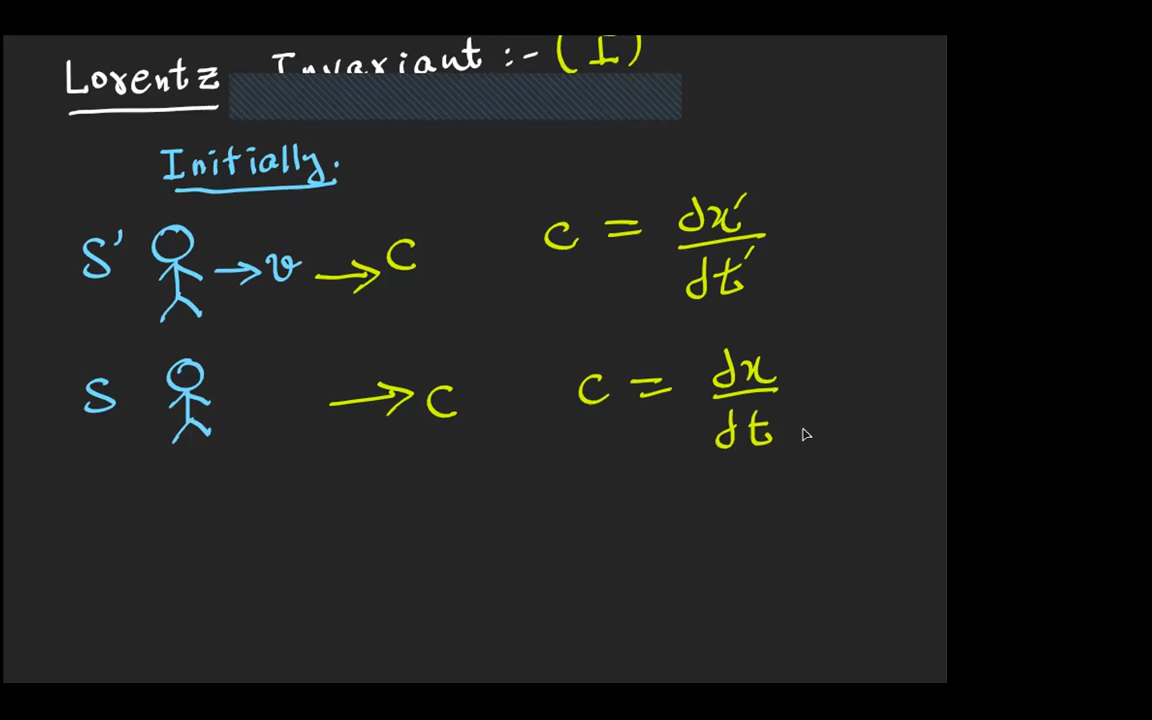 Lorentz Invariant :- (I)
Initially.
S' → v → C c = dx'/dt'
S → C c = dx/dt